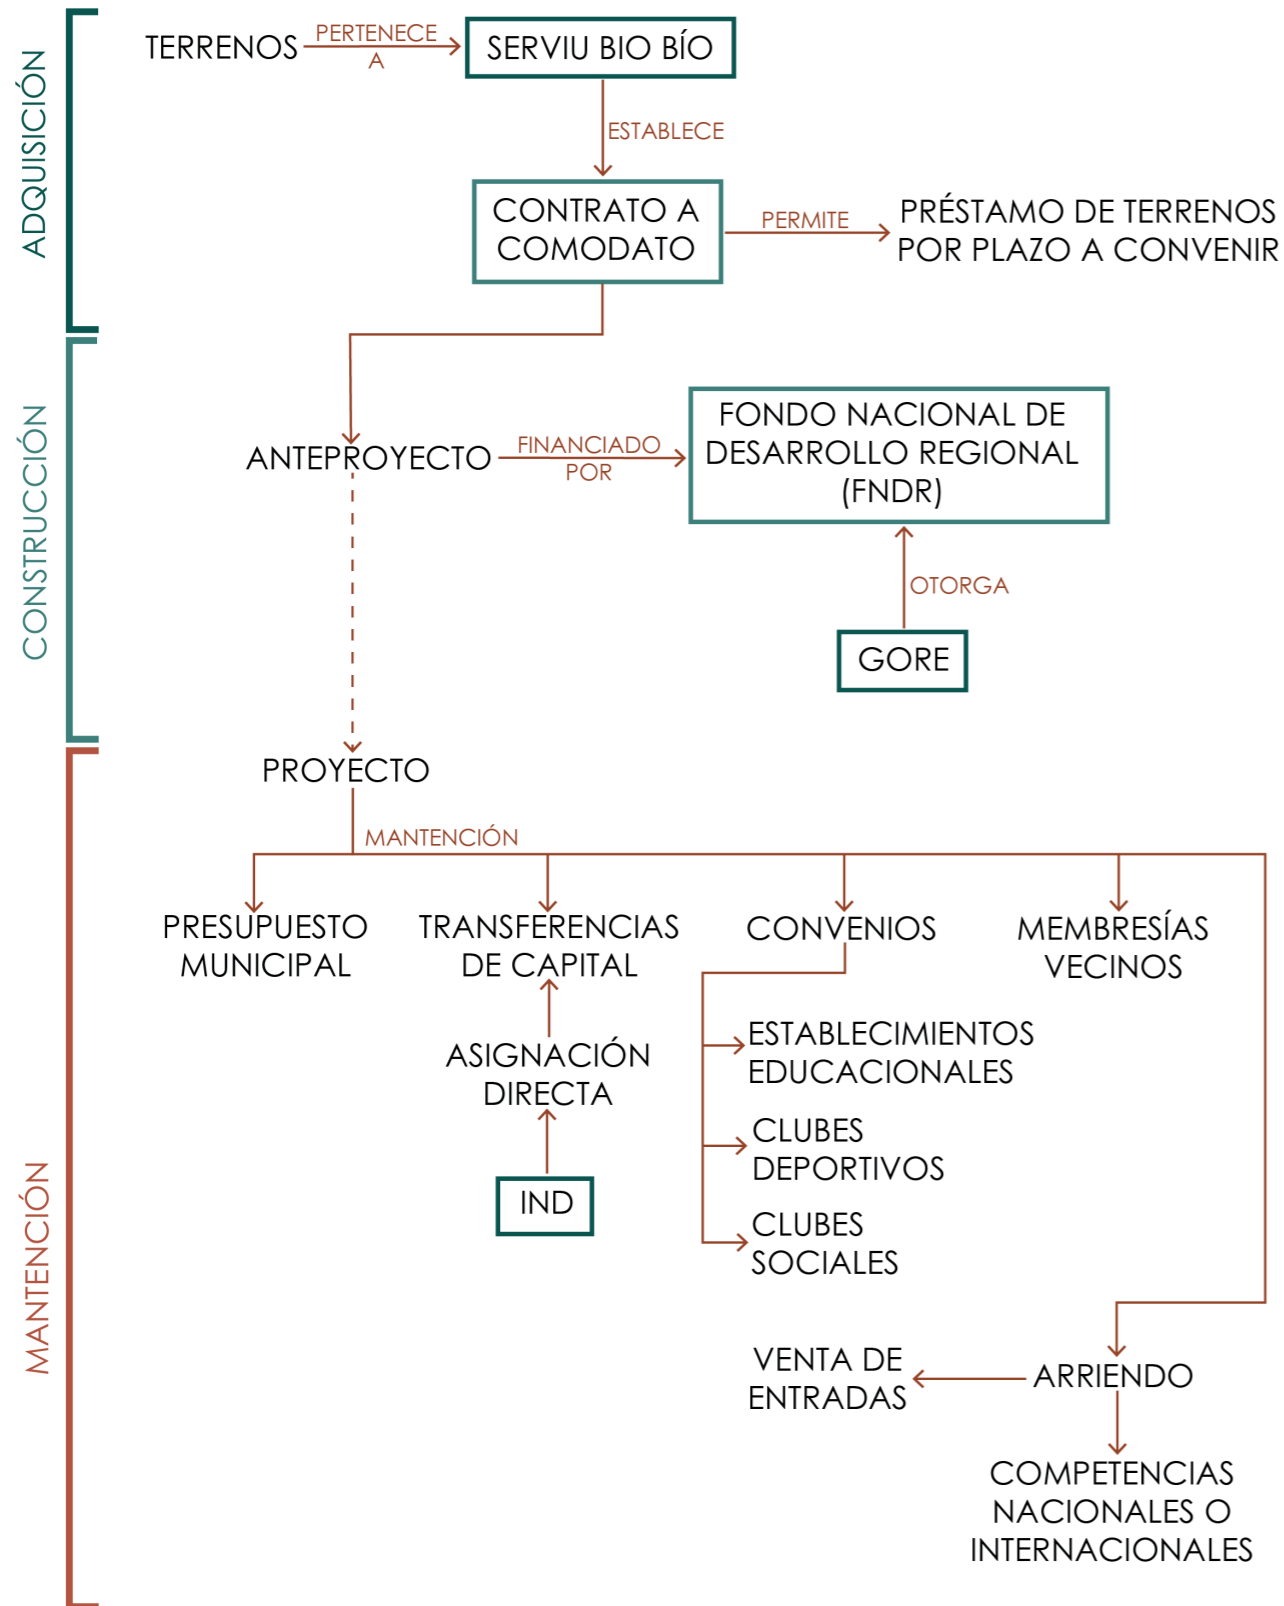 ADQUISICIÓN
TERRENOS
PERTENECE
A
SERVIU BIO BÍO
ESTABLECE
CONTRATO A
COMODATO
PERMITE
PRÉSTAMO DE TERRENOS
POR PLAZO A CONVENIR
CONSTRUCCIÓN
ANTEPROYECTO
FINANCIADO
POR
FONDO NACIONAL DE
DESARROLLO REGIONAL
(FNDR)
OTORGA
GORE
MANTENCIÓN
PROYECTO
MANTENCIÓN
PRESUPUESTO
MUNICIPAL
TRANSFERENCIAS
DE CAPITAL
ASIGNACIÓN
DIRECTA
IND
CONVENIOS
ESTABLECIMIENTOS
EDUCACIONALES
CLUBES
DEPORTIVOS
CLUBES
SOCIALES
MEMBRESÍAS
VECINOS
ARRIENDO
VENTA DE
ENTRADAS
COMPETENCIAS
NACIONALES O
INTERNACIONALES